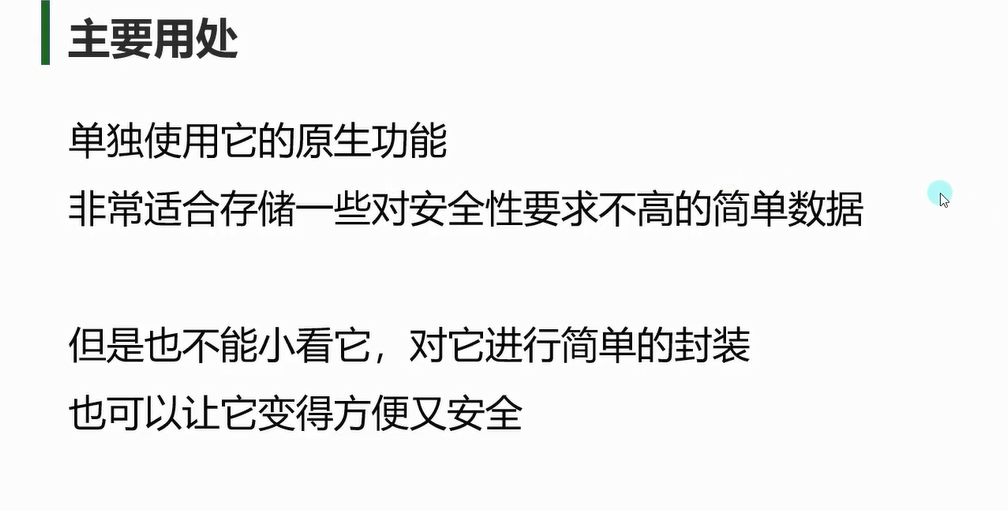 主要用处
单独使用它的原生功能
非常适合存储一些对安全性要求不高的简单数据
但是也不能小看它，对它进行简单的封装
也可以让它变得方便又安全